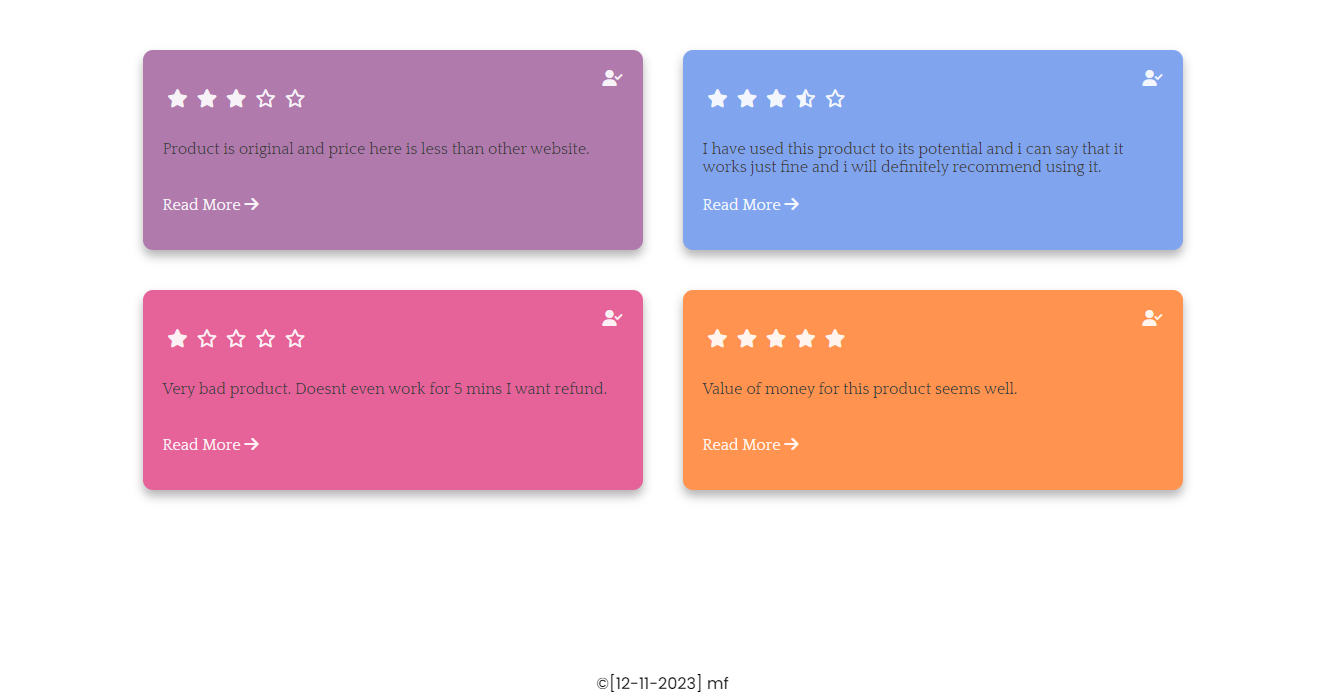 Product is original and price here is less than other website.
Read More
I have used this product to its potential and i can say that it
works just fine and i will definitely recommend using it.
Read More
Very bad product. Doesnt even work for 5 mins I want refund.
Read More
Value of money for this product seems well.
Read More
©[12-11-2023] mf